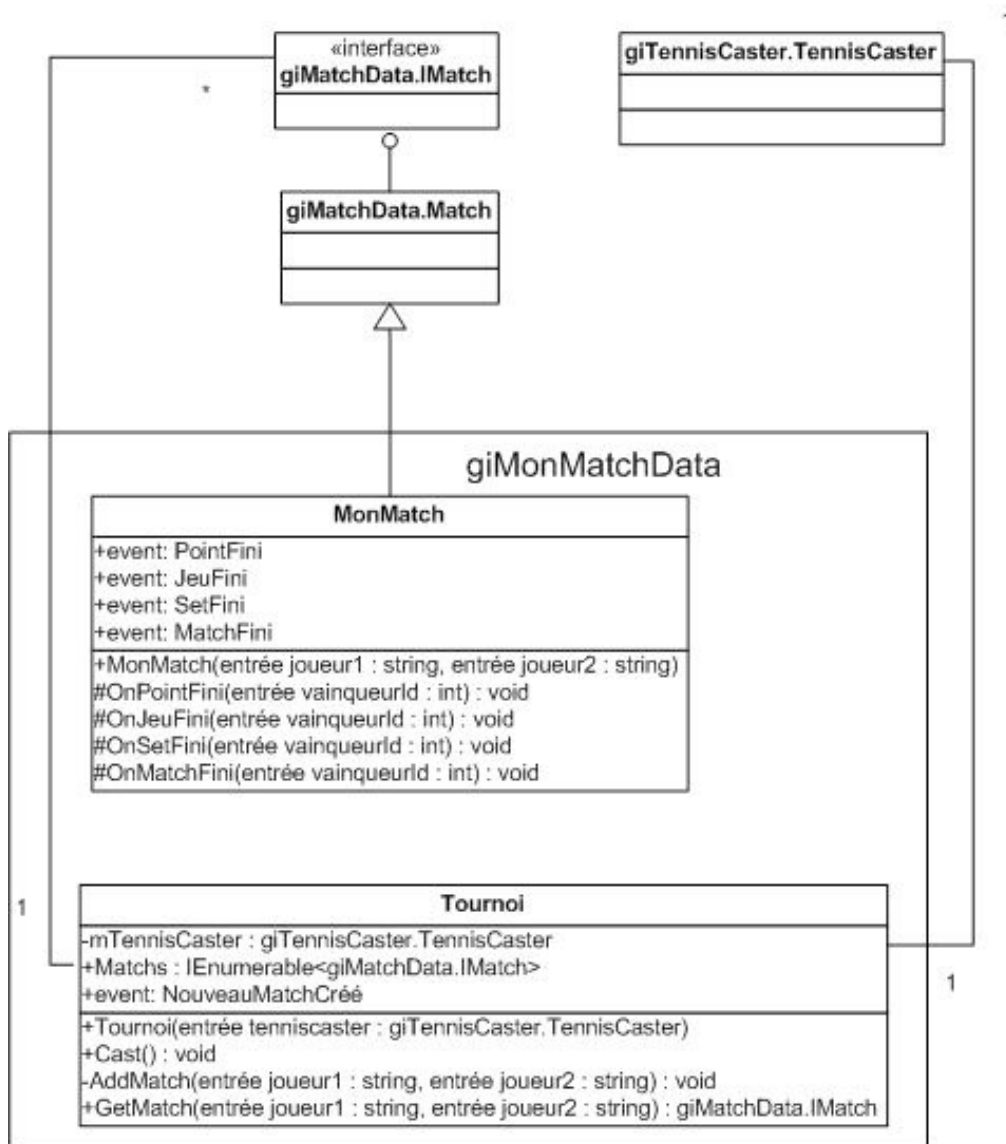 «interface»
giMatchData.IMatch
*
giTennisCaster.TennisCaster
1
giMatchData.Match
giMonMatchData
MonMatch
+event: PointFini
+event: JeuFini
+event: SetFini
+event: MatchFini
+MonMatch(entrée joueur1 : string, entrée joueur2 : string)
#OnPointFini(entrée vainqueurId : int) : void
#OnJeuFini(entrée vainqueurId : int) : void
#OnSetFini(entrée vainqueurId : int) : void
#OnMatchFini(entrée vainqueurId : int) : void
1
Tournoi
-mTennisCaster : giTennisCaster.TennisCaster
+Matchs : IEnumerable<giMatchData.IMatch>
+event: NouveauMatchCréé
1
+Tournoi(entrée tenniscaster : giTennisCaster.TennisCaster)
+Cast() : void
-AddMatch(entrée joueur1 : string, entrée joueur2 : string) : void
+GetMatch(entrée joueur1 : string, entrée joueur2 : string) : giMatchData.IMatch